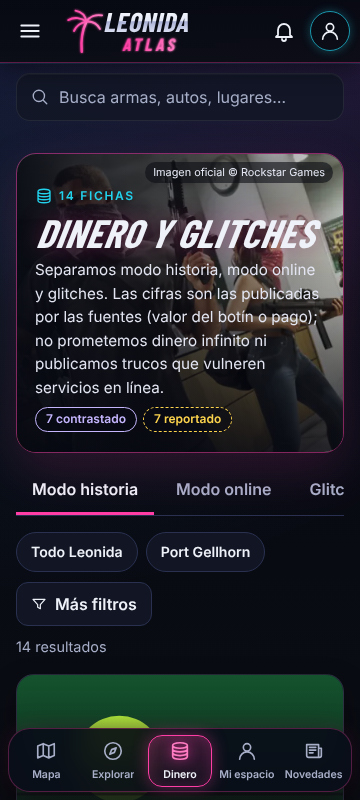 LEONIDA
ATLAS
Busca armas, autos, lugares...
Imagen oficial © Rockstar Games
14 FICHAS
DINERO Y GLITCHES
Separamos modo historia, modo online
y glitches. Las cifras son las publicadas
por las fuentes (valor del botín o pago);
no prometemos dinero infinito ni
publicamos trucos que vulneren
servicios en línea.
7 contrastado 7 reportado
Modo historia Modo online Glitc
Todo Leonida Port Gellhorn
Más filtros
14 resultados
Mapa Explorar Dinero Mi espacio Novedades